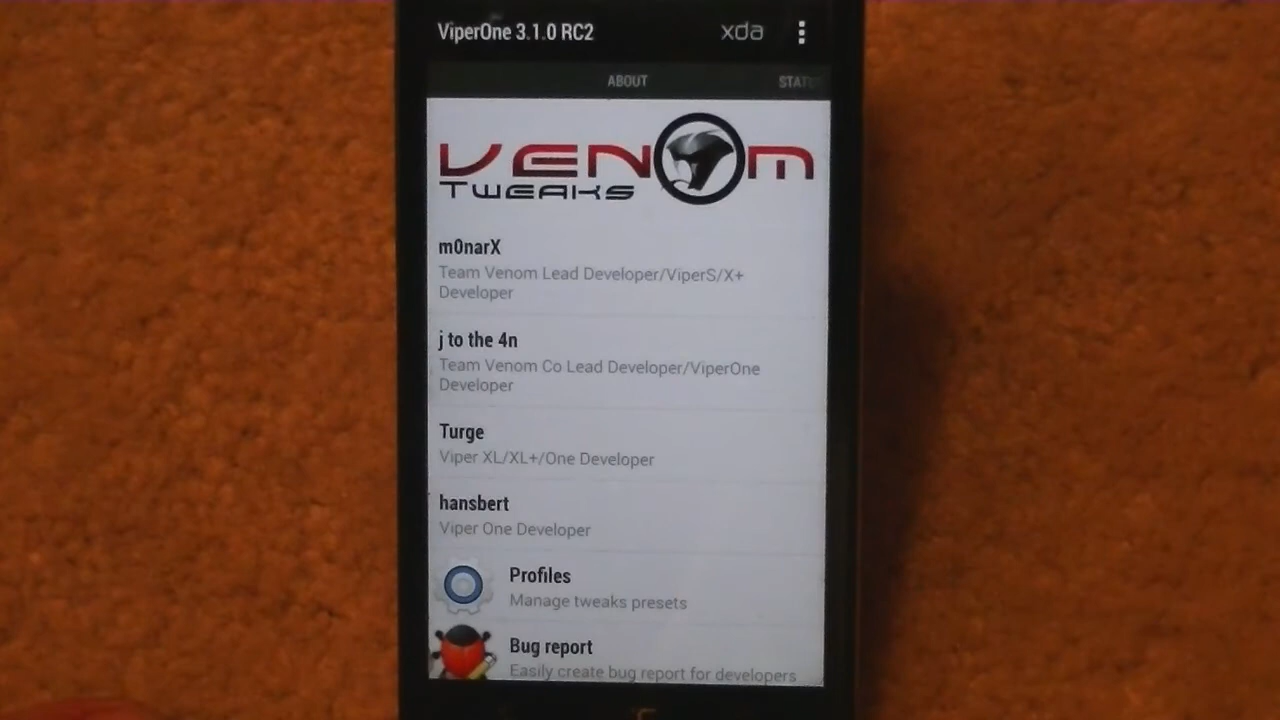 ViperOne 3.1.0 RC2 xda
ABOUT STATU
VENOM
TWEAKS
m0narX
Team Venom Lead Developer/ViperS/X+
Developer
j to the 4n
Team Venom Co Lead Developer/ViperOne
Developer
Turge
Viper XL/XL+/One Developer
hansbert
Viper One Developer
Profiles
Manage tweaks presets
Bug report
Easily create bug report for developers